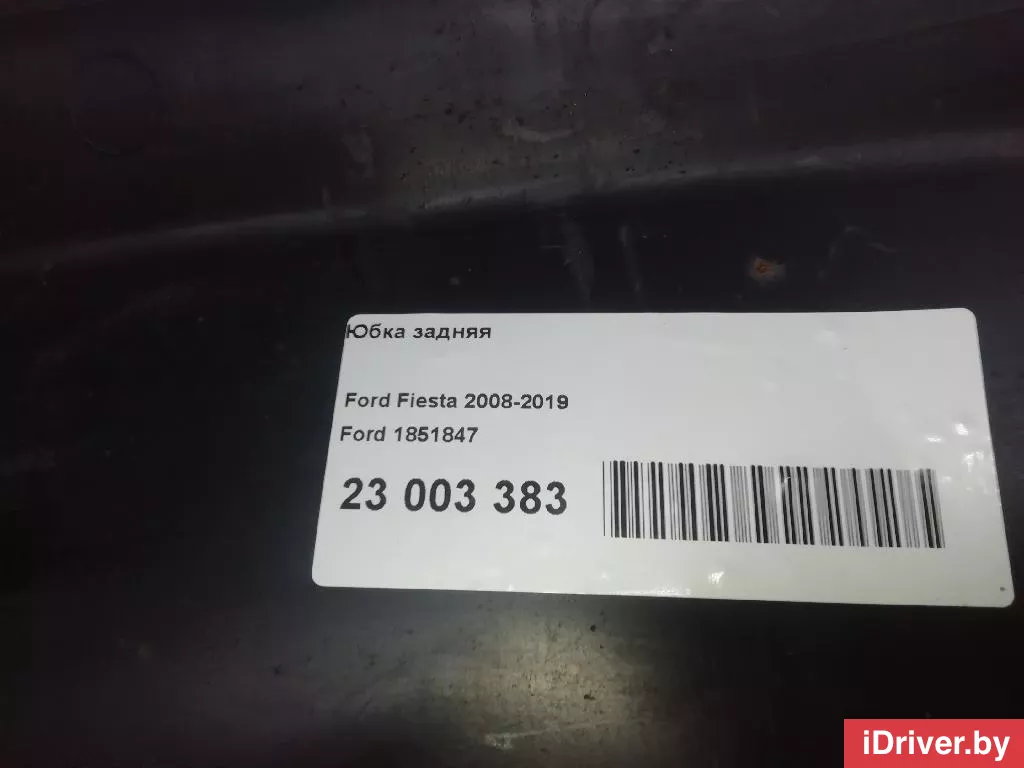 Юбка задняя
Ford Fiesta 2008-2019
Ford 1851847
23 003 383
iDriver.by